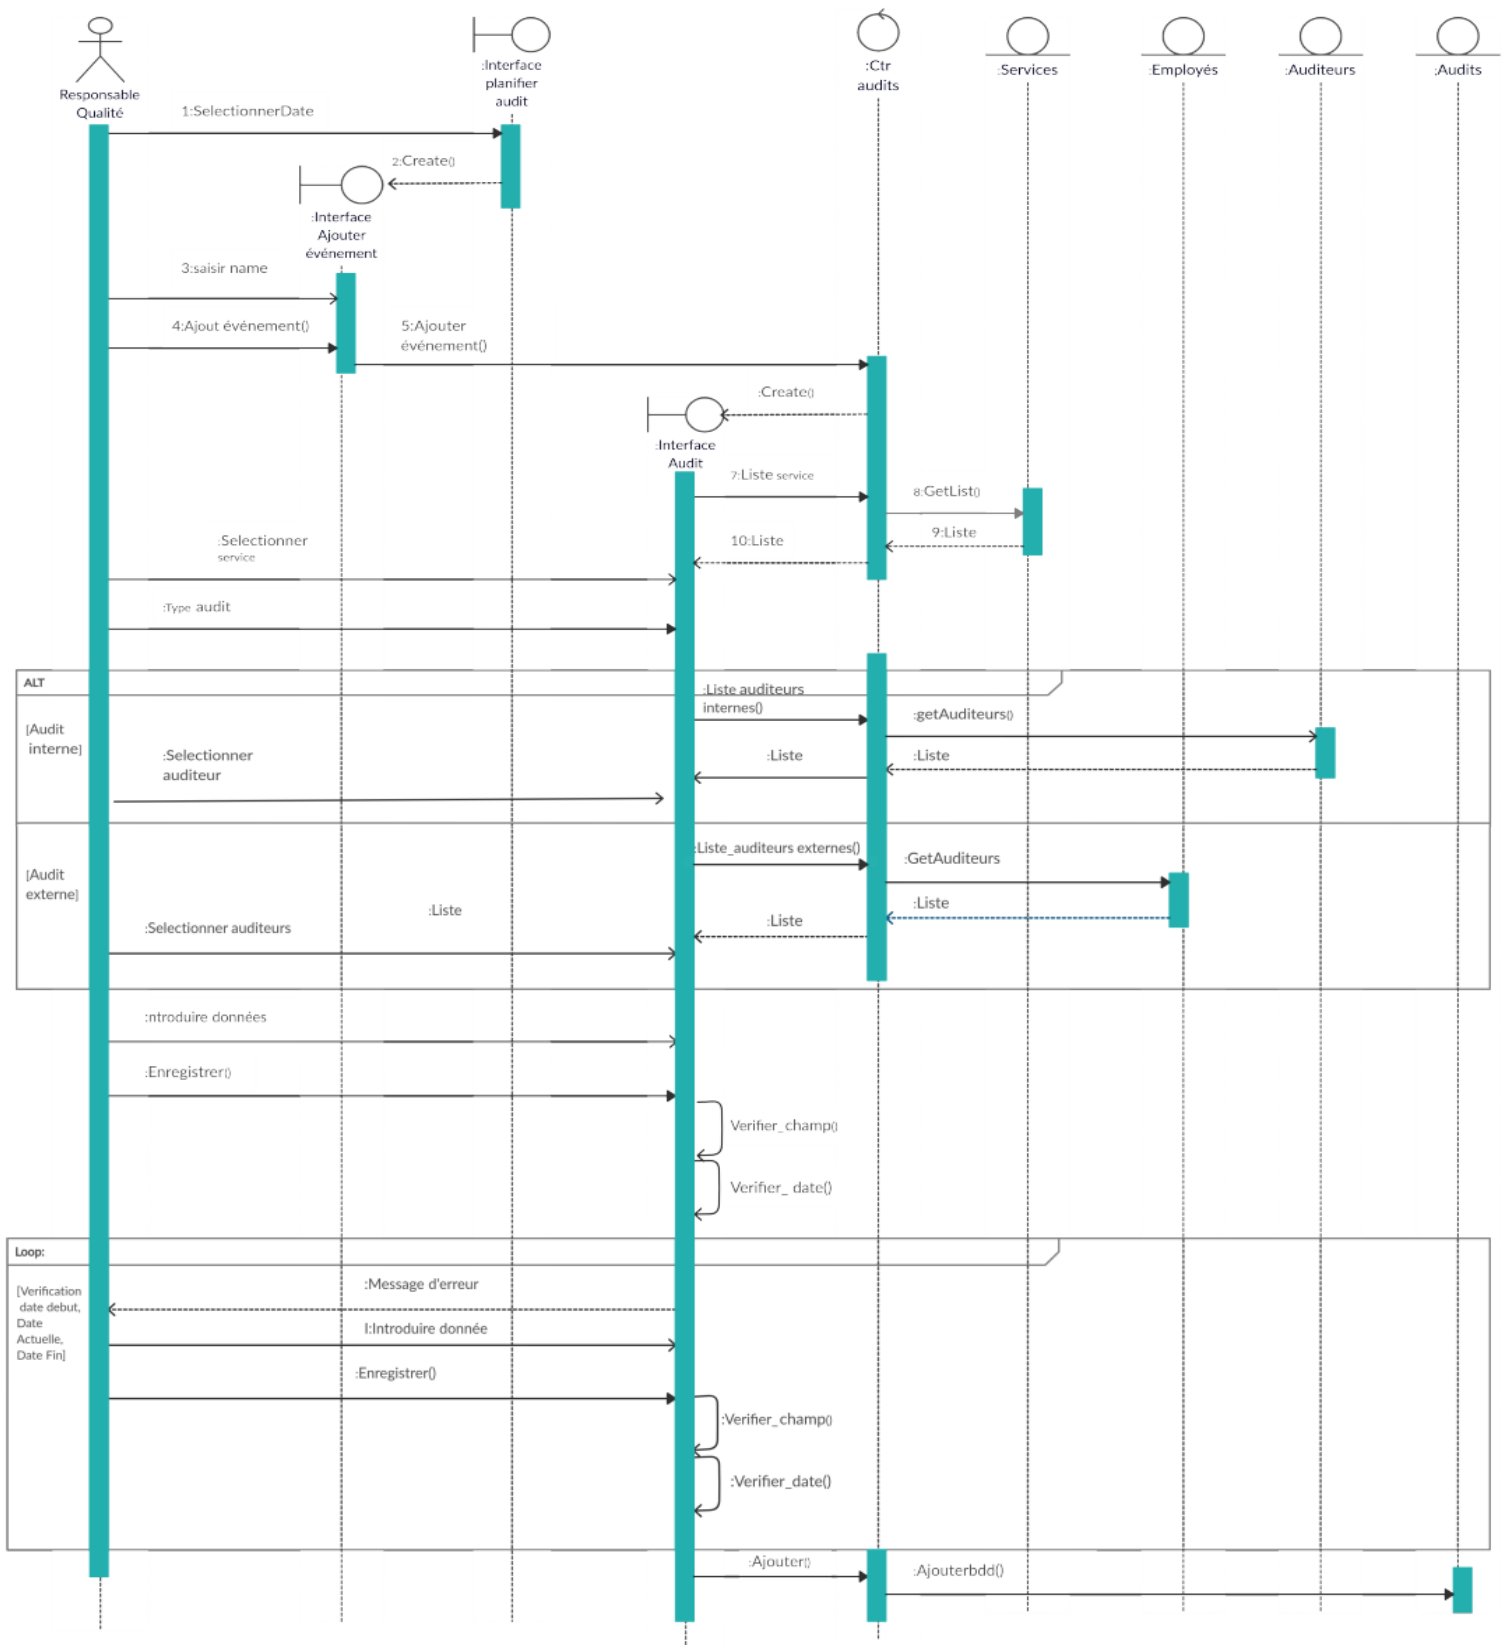 Responsable
Qualité
:Interface
planifier
audit
:Ctr
audits
:Services
:Employés
:Auditeurs
:Audits
1:SelectionnerDate
2:Create()
:Interface
Ajouter
événement
3:saisir name
4:Ajout événement()
5:Ajouter
événement()
:Create()
:Interface
Audit
7:Liste service
8:GetList()
9:Liste
10:Liste
:Selectionner
service
:Type audit
ALT
:Liste auditeurs
internes()
:getAuditeurs()
[Audit
interne]
:Selectionner
auditeur
:Liste
:Liste
:Liste_auditeurs externes()
:GetAuditeurs
[Audit
externe]
:Liste
:Liste
:Liste
:Selectionner auditeurs
:ntroduire données
:Enregistrer()
Verifier_champ()
Verifier_ date()
Loop:
[Verification
date debut,
Date
Actuelle,
Date Fin]
:Message d'erreur
I:Introduire donnée
:Enregistrer()
:Verifier_champ()
:Verifier_date()
:Ajouter()
:Ajouterbdd()